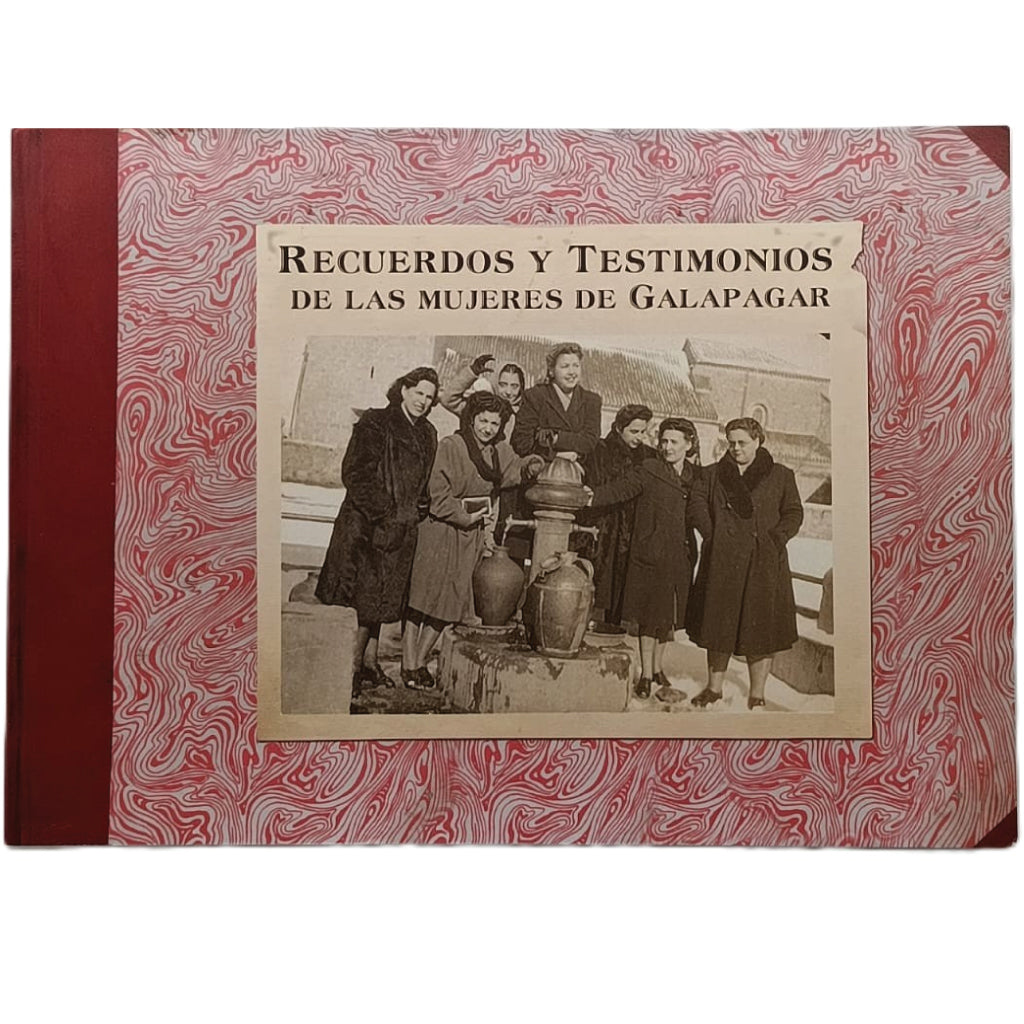 Recuerdos y Testimonios
de las mujeres de Galapagar